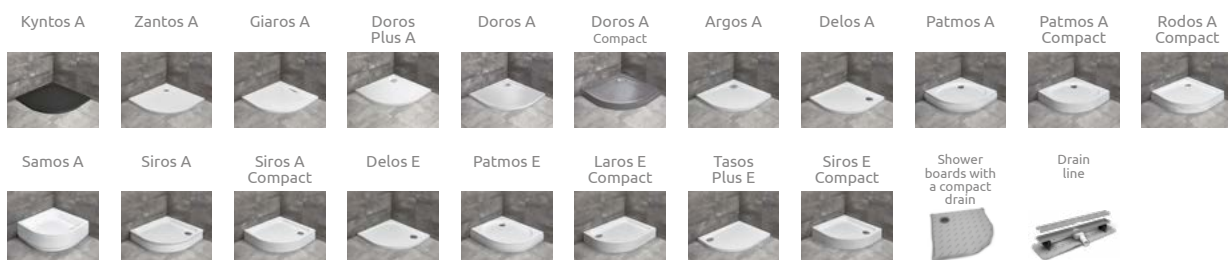 Kyntos A
Zantos A
Giaros A
Doros
Plus A
Doros A
Doros A
Compact
Argos A
Delos A
Patmos A
Patmos A
Compact
Rodos A
Compact
Samos A
Siros A
Siros A
Compact
Delos E
Patmos E
Laros E
Compact
Tasos
Plus E
Siros E
Compact
Shower
boards with
a compact
drain
Drain
line